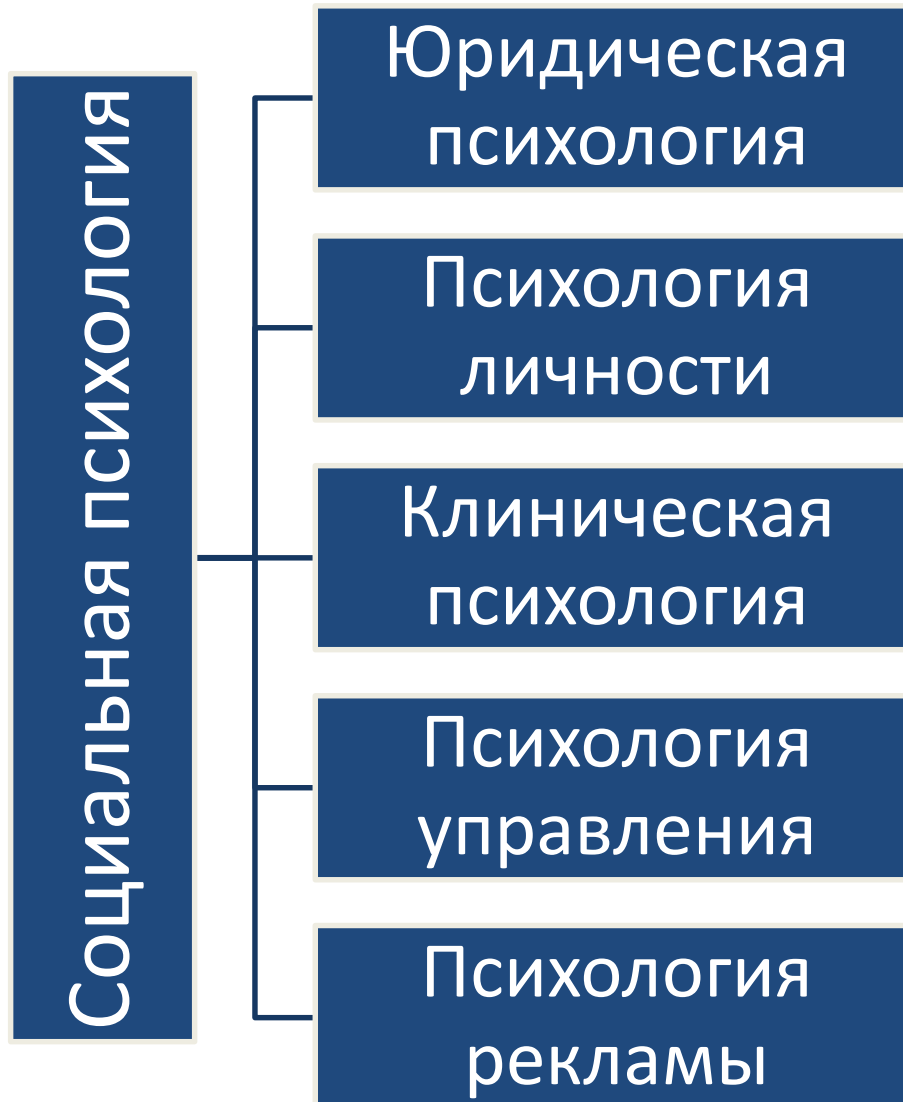 Социальная психология
Юридическая
психология
Психология
личности
Клиническая
психология
Психология
управления
Психология
рекламы